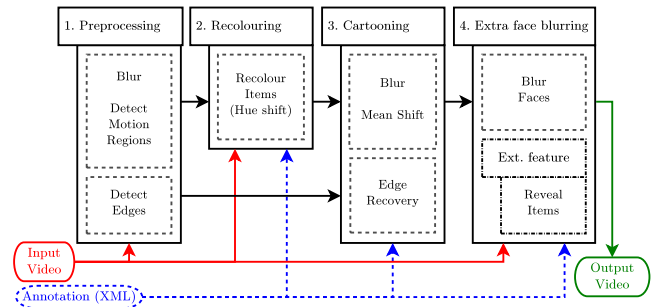 1. Preprocessing
2. Recolouring
3. Cartooning
4. Extra face blurring
Blur
Detect
Motion
Regions
Detect
Edges
Recolour
Items
(Hue shift)
Blur
Mean Shift
Edge
Recovery
Blur
Faces
Ext. feature
Reveal
Items
Input
Video
Annotation (XML)
Output
Video